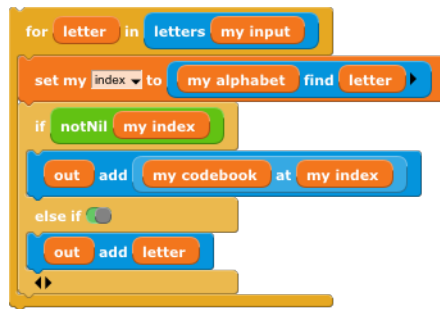 for letter in letters my input
set my index to my alphabet find letter
if notNil my index
out add my codebook at my index
else if
out add letter